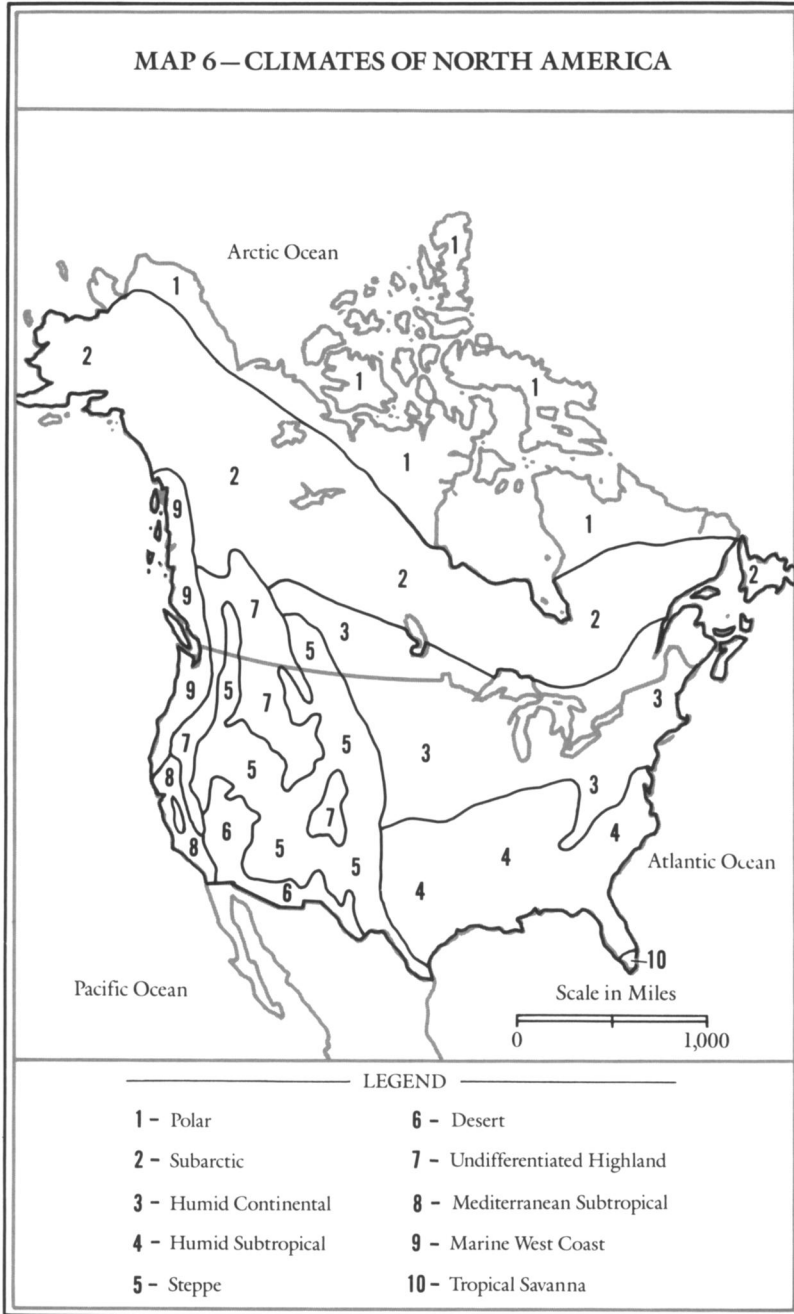 MAP 6—CLIMATES OF NORTH AMERICA
Arctic Ocean
1
1
2
1
1
1
2
9
1
2
2
9
7
2
3
5
9
5
7
3
7
5
3
8
5
3
7
6
4
8
5
4
5
4
Atlantic Ocean
6
10
Pacific Ocean
Scale in Miles
0
1,000
LEGEND
1 - Polar
6 - Desert
2 - Subarctic
7 - Undifferentiated Highland
3 - Humid Continental
8 - Mediterranean Subtropical
4 - Humid Subtropical
9 - Marine West Coast
5 - Steppe
10 - Tropical Savanna